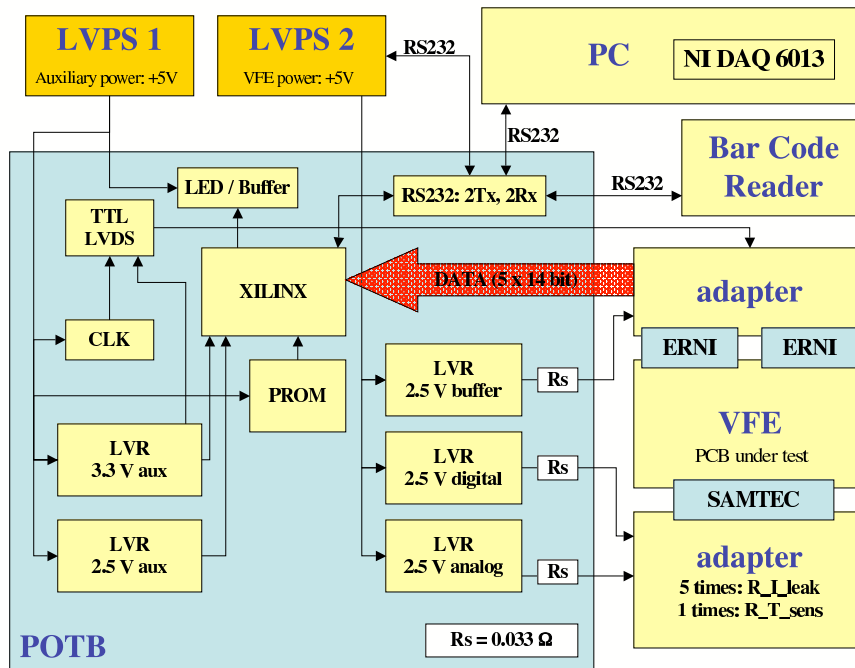 LVPS 1
Auxiliary power: +5V
LVPS 2
VFE power: +5V
RS232
PC
NI DAQ 6013
RS232
Bar Code
Reader
LED / Buffer
RS232: 2Tx, 2Rx
RS232
TTL
LVDS
XILINX
DATA (5 x 14 bit)
adapter
CLK
ERNI
ERNI
PROM
LVR
2.5 V buffer
Rs
VFE
PCB under test
LVR
3.3 V aux
LVR
2.5 V digital
Rs
SAMTEC
LVR
2.5 V aux
LVR
2.5 V analog
Rs
adapter
5 times: R_I_leak
1 times: R_T_sens
POTB
Rs = 0.033 Ω